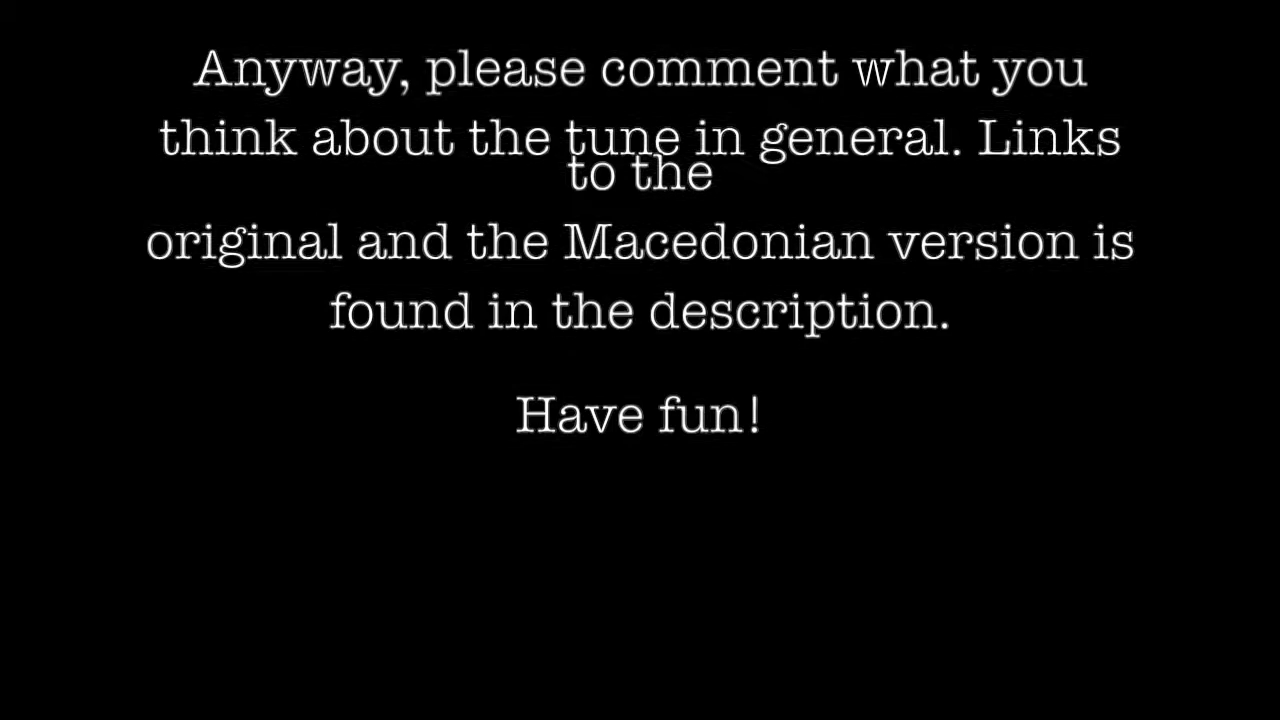 Anyway, please comment what you
think about the tune in general. Links
to the
original and the Macedonian version is
found in the description.
Have fun!